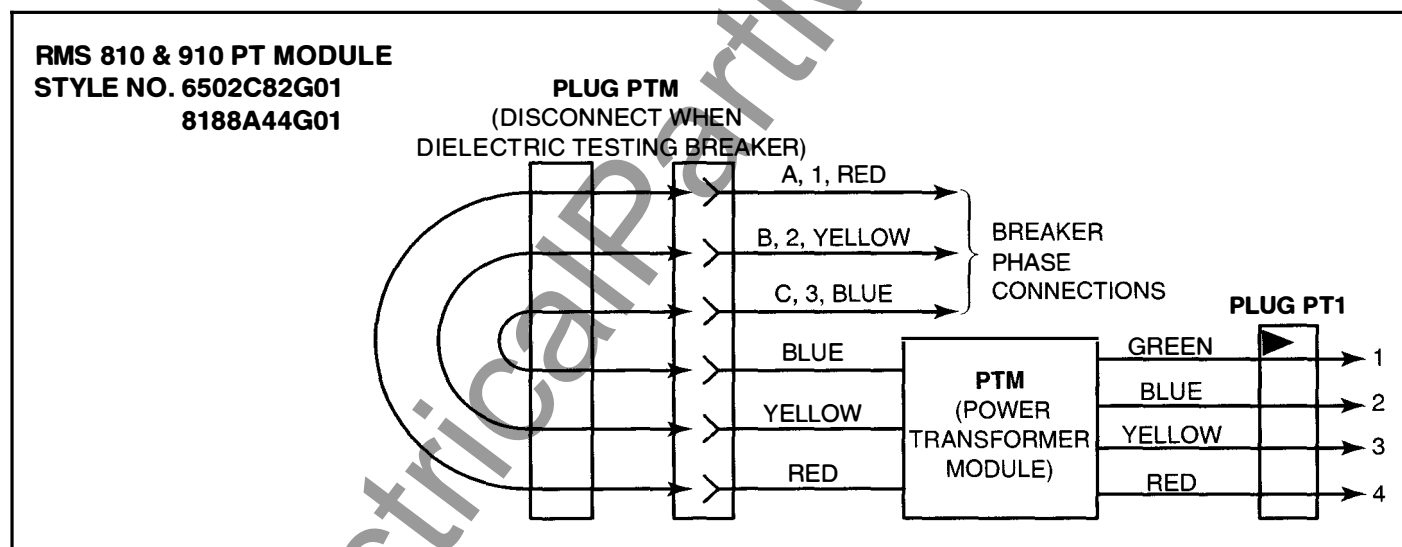 RMS 810 & 910 PT MODULE
STYLE NO. 6502C82G01
8188A44G01
PLUG PTM
(DISCONNECT WHEN
DIELECTRIC TESTING BREAKER)
A, 1, RED
B, 2, YELLOW
C, 3, BLUE
BREAKER
PHASE
CONNECTIONS
BLUE
YELLOW
RED
PTM
(POWER
TRANSFORMER
MODULE)
PLUG PT1
GREEN
1
BLUE
2
YELLOW
3
RED
4
ctricalPart